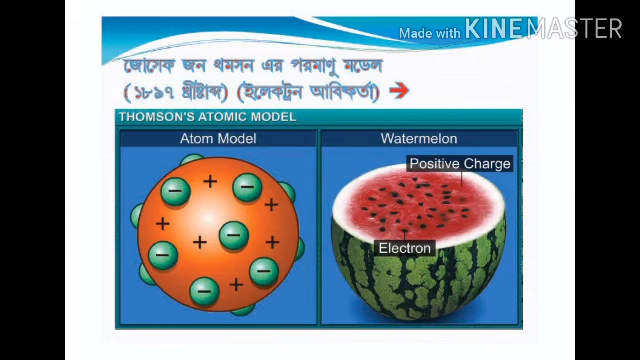 Made with KINEMASTER
জোসেফ জন থমসন এর পরমাণু মডেল
(১৮৯৭ খ্রীষ্টাব্দ) (ইলেকট্রন আবিষ্কর্তা)
THOMSON'S ATOMIC MODEL
Atom Model
Watermelon
Positive Charge
Electron